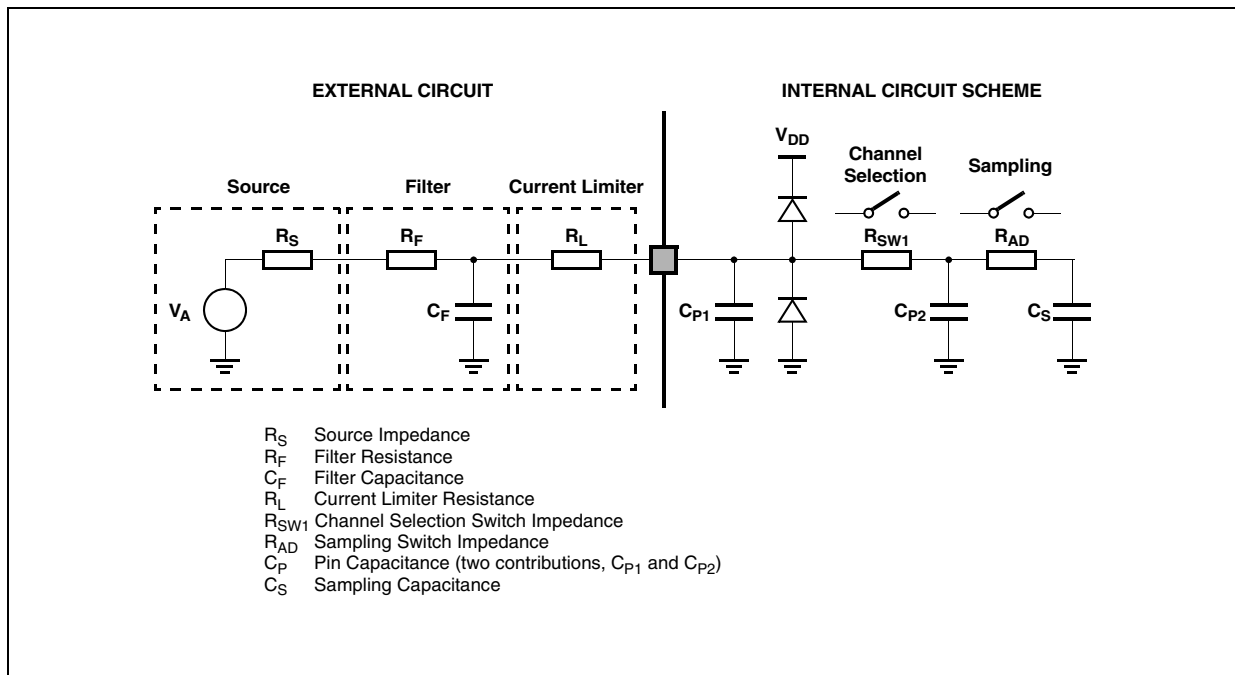 EXTERNAL CIRCUIT
INTERNAL CIRCUIT SCHEME
VDD
Channel
Selection
Sampling
Source
Filter
Current Limiter
RS
RF
RL
RSW1
RAD
VA
CF
CP1
CP2
CS
RS Source Impedance
RF Filter Resistance
CF Filter Capacitance
RL Current Limiter Resistance
RSW1 Channel Selection Switch Impedance
RAD Sampling Switch Impedance
CP Pin Capacitance (two contributions, CP1 and CP2)
CS Sampling Capacitance